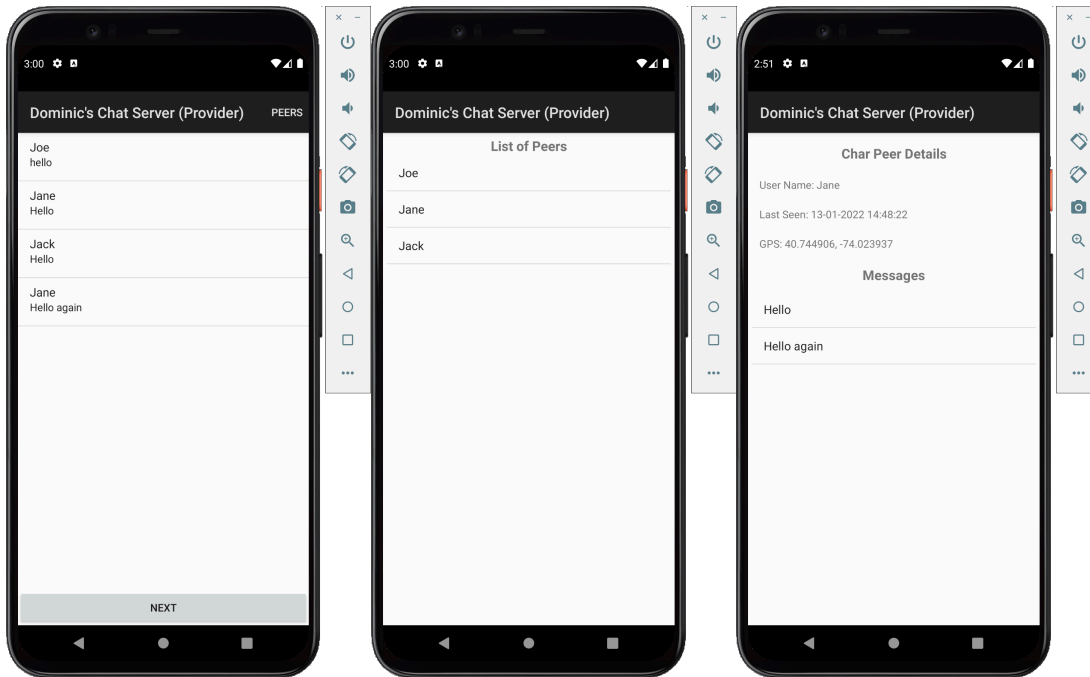 3:00
Dominic's Chat Server (Provider) PEERS
Joe
hello
Jane
Hello
Jack
Hello
Jane
Hello again
NEXT
3:00
Dominic's Chat Server (Provider)
List of Peers
Joe
Jane
Jack
2:51
Dominic's Chat Server (Provider)
Char Peer Details
User Name: Jane
Last Seen: 13-01-2022 14:48:22
GPS: 40.744906, -74.023937
Messages
Hello
Hello again